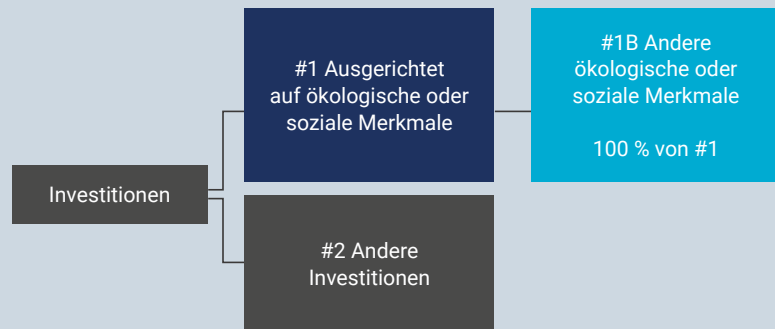 Investitionen
#1 Ausgerichtet
auf ökologische oder
soziale Merkmale
#1B Andere
ökologische oder
soziale Merkmale
100 % von #1
#2 Andere
Investitionen